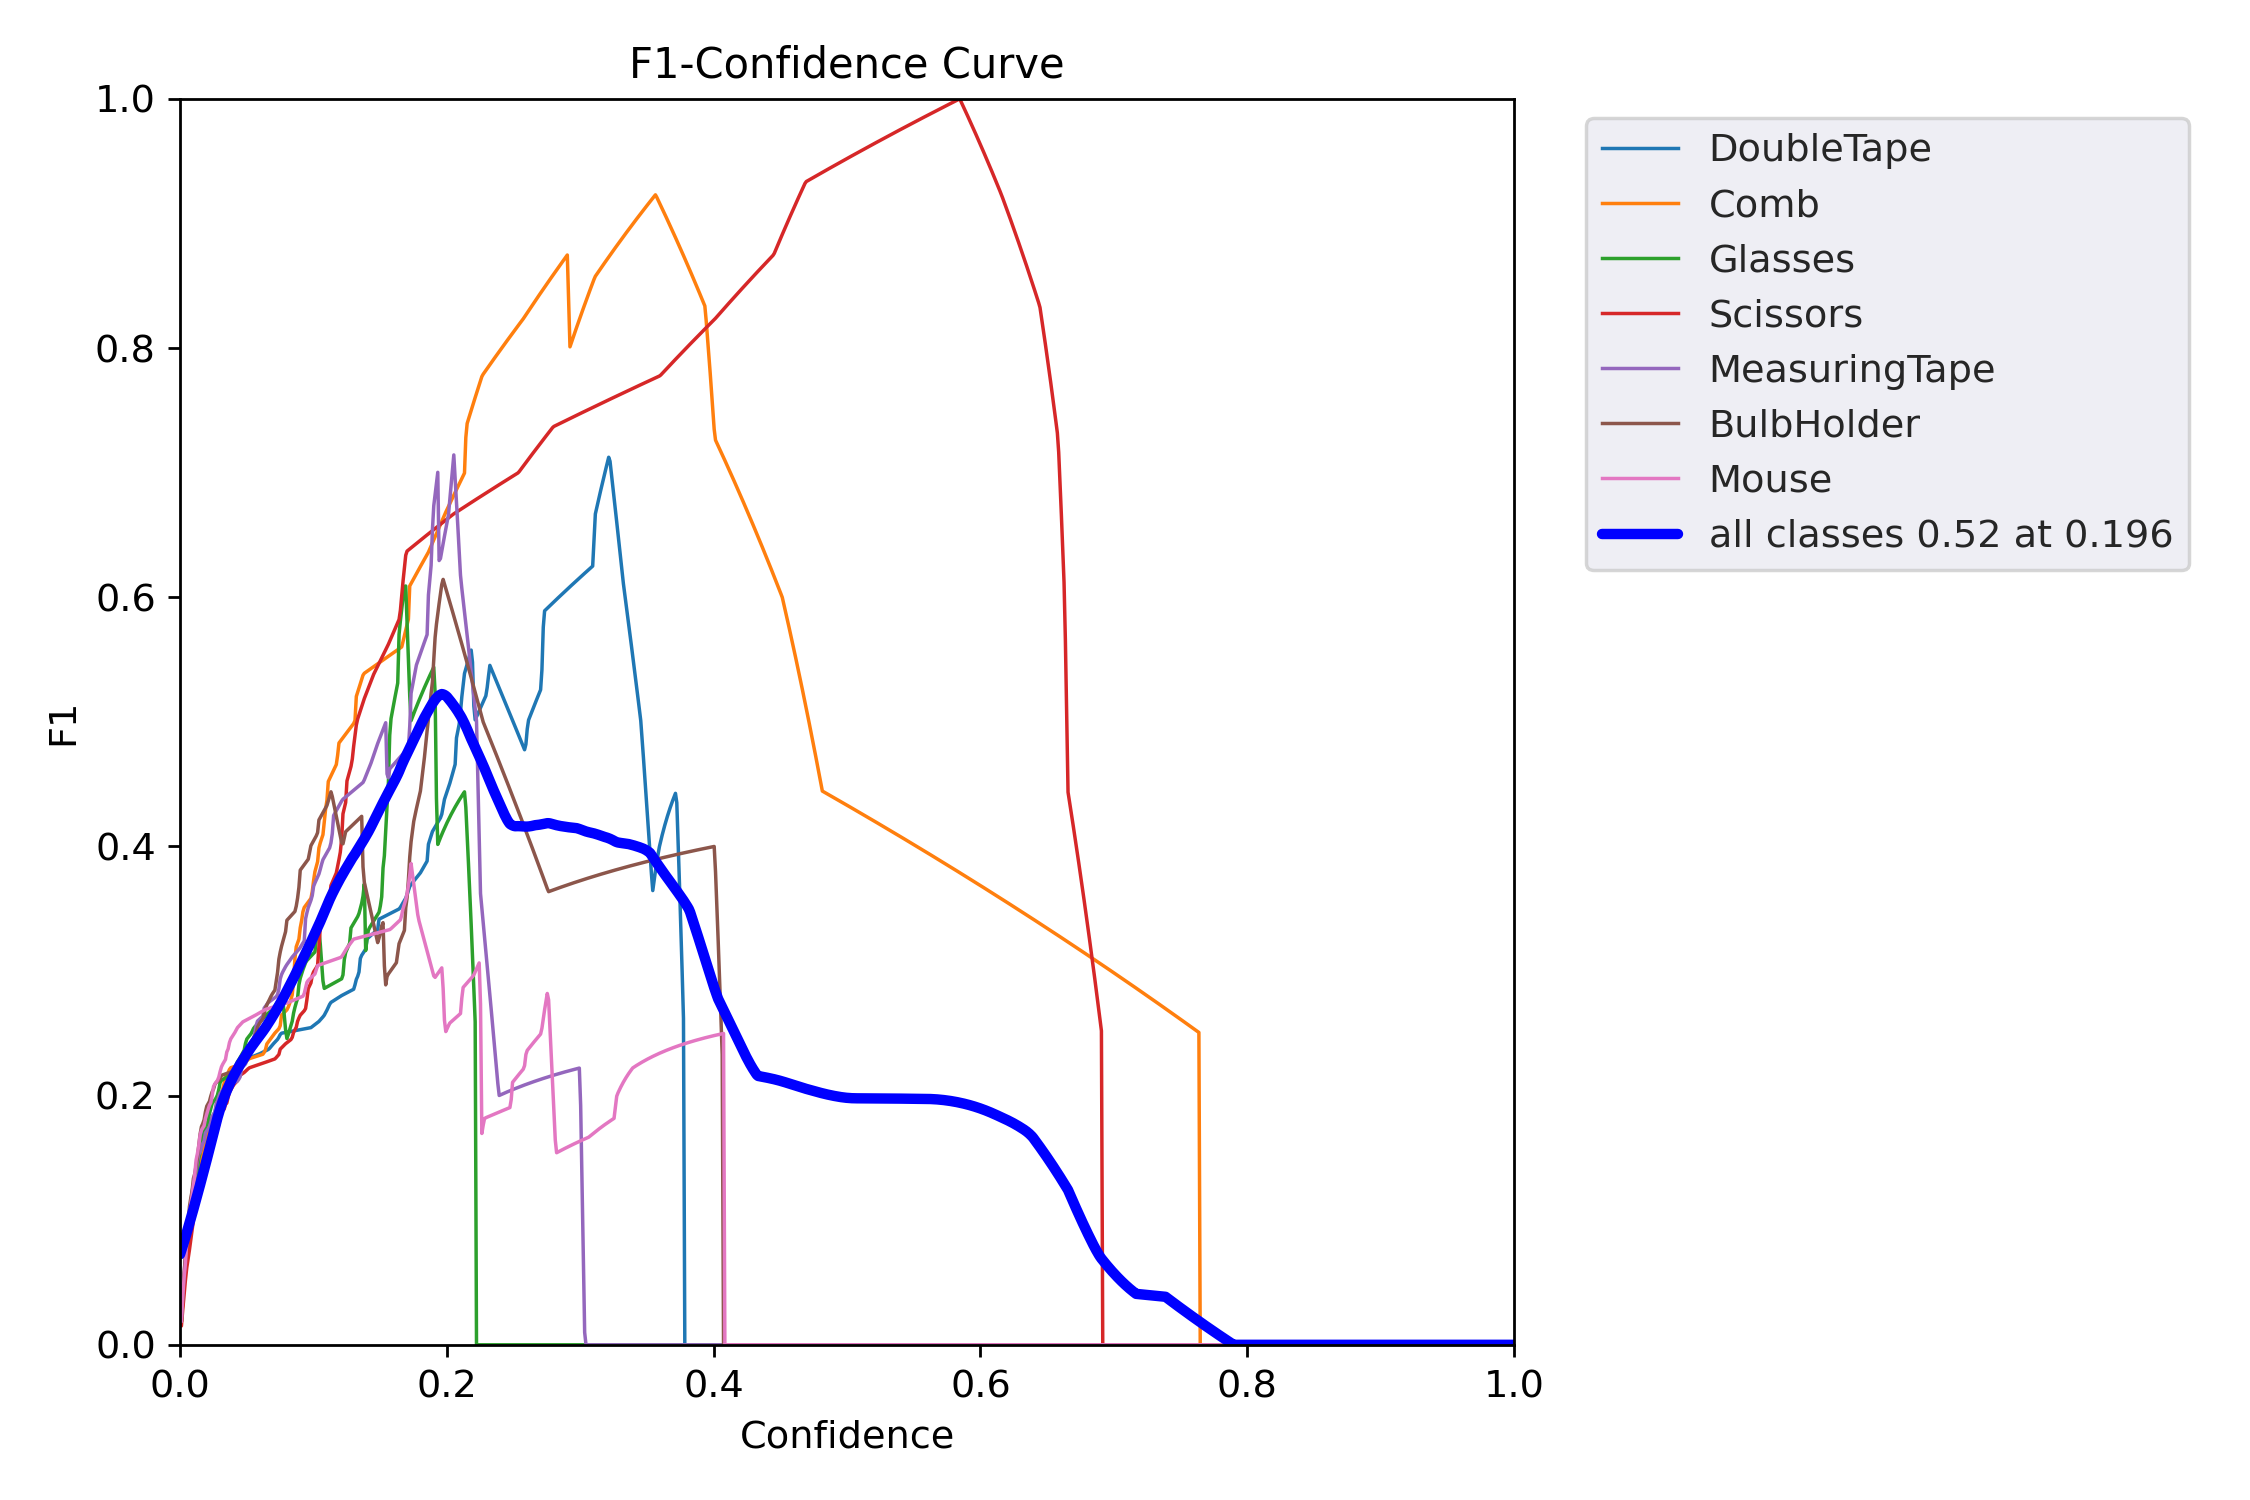 F1-Confidence Curve
1.0
0.8
0.6
0.4
0.2
0.0
F1
0.0 0.2 0.4 0.6 0.8 1.0
Confidence
DoubleTape
Comb
Glasses
Scissors
MeasuringTape
BulbHolder
Mouse
all classes 0.52 at 0.196